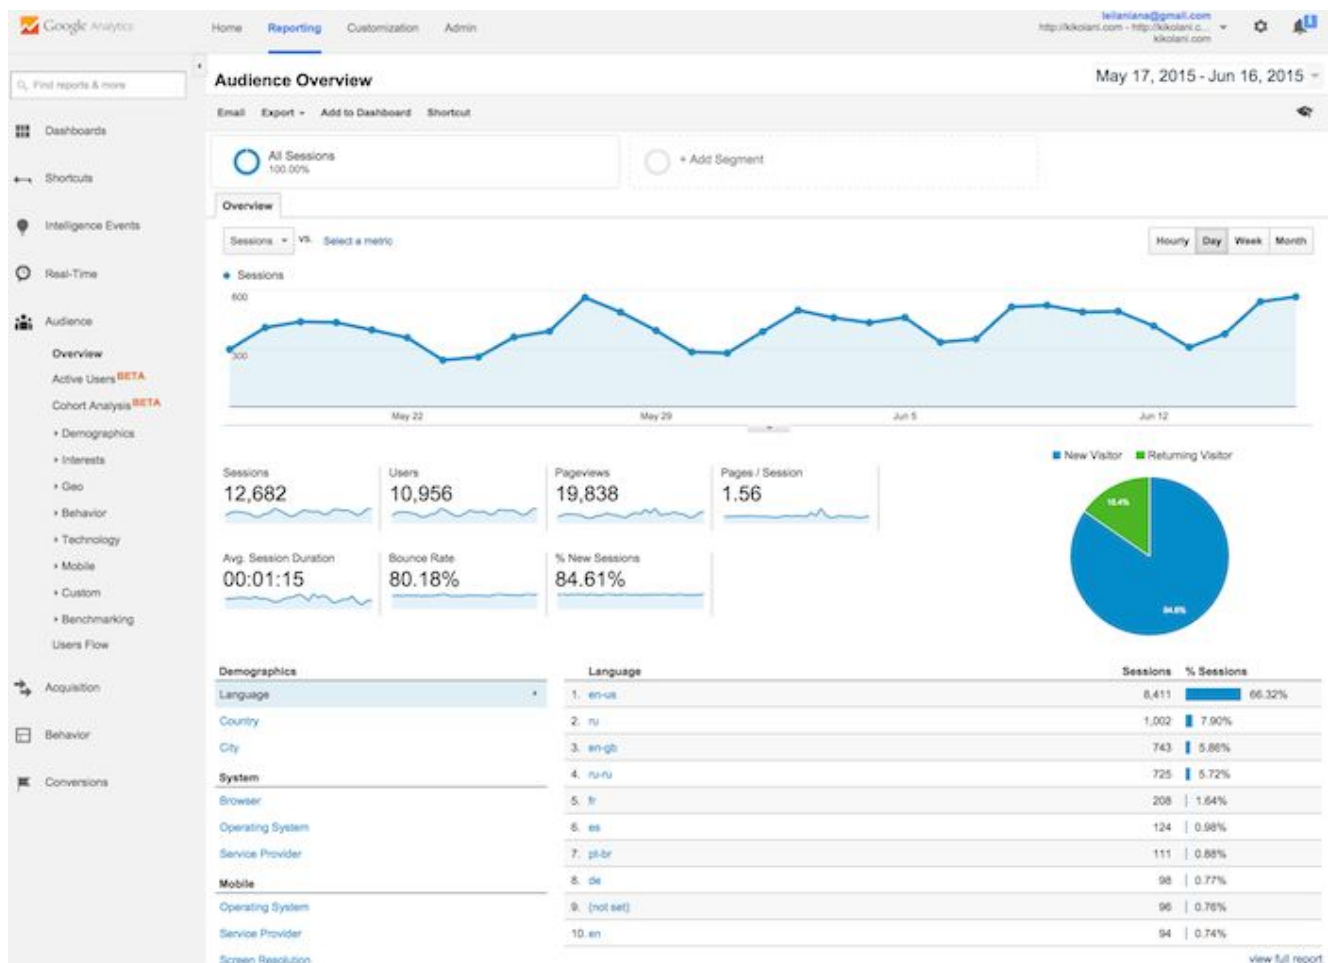 Google Analytics
Home Reporting Customization Admin
leilaniana@gmail.com
http://kikolani.com - http://kikolani.c...
kikolani.com
Find reports & more
Dashboards
Shortcuts
Intelligence Events
Real-Time
Audience
Overview
Active Users BETA
Cohort Analysis BETA
Demographics
Interests
Geo
Behavior
Technology
Mobile
Custom
Benchmarking
Users Flow
Acquisition
Behavior
Conversions
Audience Overview
May 17, 2015 - Jun 16, 2015
Email Export Add to Dashboard Shortcut
All Sessions
100.00%
+ Add Segment
Overview
Sessions VS. Select a metric
Hourly Day Week Month
Sessions
600
300
May 22 May 29 Jun 5 Jun 12
Sessions
12,682
Users
10,956
Pageviews
19,838
Pages / Session
1.56
Avg. Session Duration
00:01:15
Bounce Rate
80.18%
% New Sessions
84.61%
New Visitor Returning Visitor
15.4%
84.6%
Demographics
Language
Country
City
System
Browser
Operating System
Service Provider
Mobile
Operating System
Service Provider
Screen Resolution
Language Sessions % Sessions
1. en-us 8,411 66.32%
2. ru 1,002 7.90%
3. en-gb 743 5.86%
4. ru-ru 725 5.72%
5. fr 208 1.64%
6. es 124 0.98%
7. pt-br 111 0.88%
8. de 98 0.77%
9. (not set) 96 0.76%
10. en 94 0.74%
view full report